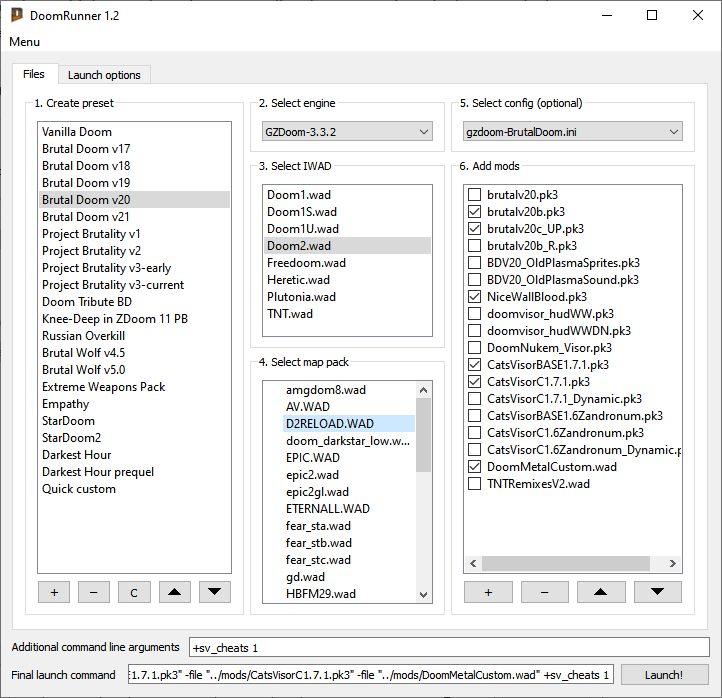 DoomRunner 1.2
Menu
Files
Launch options
1. Create preset
Vanilla Doom
Brutal Doom v17
Brutal Doom v18
Brutal Doom v19
Brutal Doom v20
Brutal Doom v21
Project Brutality v1
Project Brutality v2
Project Brutality v3-early
Project Brutality v3-current
Doom Tribute BD
Knee-Deep in ZDoom 11 PB
Russian Overkill
Brutal Wolf v4.5
Brutal Wolf v5.0
Extreme Weapons Pack
Empathy
StarDoom
StarDoom2
Darkest Hour
Darkest Hour prequel
Quick custom
+ − C
2. Select engine
GZDoom-3.3.2
3. Select IWAD
Doom1.wad
Doom1S.wad
Doom1U.wad
Doom2.wad
Freedoom.wad
Heretic.wad
Plutonia.wad
TNT.wad
4. Select map pack
amgdom8.wad
AV.WAD
D2RELOAD.WAD
doom_darkstar_low.w...
EPIC.WAD
epic2.wad
epic2gl.wad
ETERNALL.WAD
fear_sta.wad
fear_stb.wad
fear_stc.wad
gd.wad
HBFM29.wad
5. Select config (optional)
gzdoom-BrutalDoom.ini
6. Add mods
brutalv20.pk3
brutalv20b.pk3
brutalv20c_UP.pk3
brutalv20b_R.pk3
BDV20_OldPlasmaSprites.pk3
BDV20_OldPlasmaSound.pk3
NiceWallBlood.pk3
doomvisor_hudWW.pk3
doomvisor_hudWWDN.pk3
DoomNukem_Visor.pk3
CatsVisorBASE1.7.1.pk3
CatsVisorC1.7.1.pk3
CatsVisorC1.7.1_Dynamic.pk3
CatsVisorBASE1.6Zandronum.pk3
CatsVisorC1.6Zandronum.pk3
CatsVisorC1.6Zandronum_Dynamic.p
DoomMetalCustom.wad
TNTRemixesV2.wad
+ −
Additional command line arguments +sv_cheats 1
Final launch command E1.7.1.pk3" -file "../mods/CatsVisorC1.7.1.pk3" -file "../mods/DoomMetalCustom.wad" +sv_cheats 1 Launch!